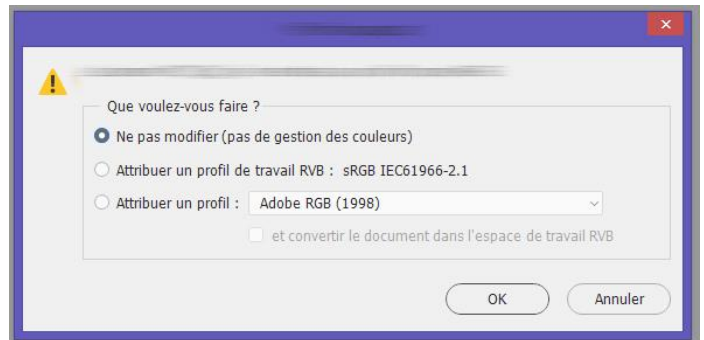 Que voulez-vous faire ?
Ne pas modifier (pas de gestion des couleurs)
Attribuer un profil de travail RVB : sRGB IEC61966-2.1
Attribuer un profil : Adobe RGB (1998)
et convertir le document dans l'espace de travail RVB
OK Annuler